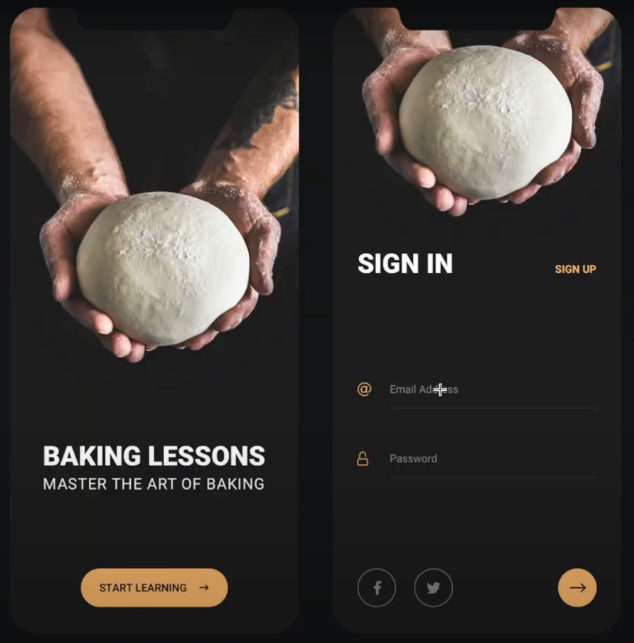 BAKING LESSONS
MASTER THE ART OF BAKING
START LEARNING
SIGN IN
SIGN UP
@
Email Address
Password